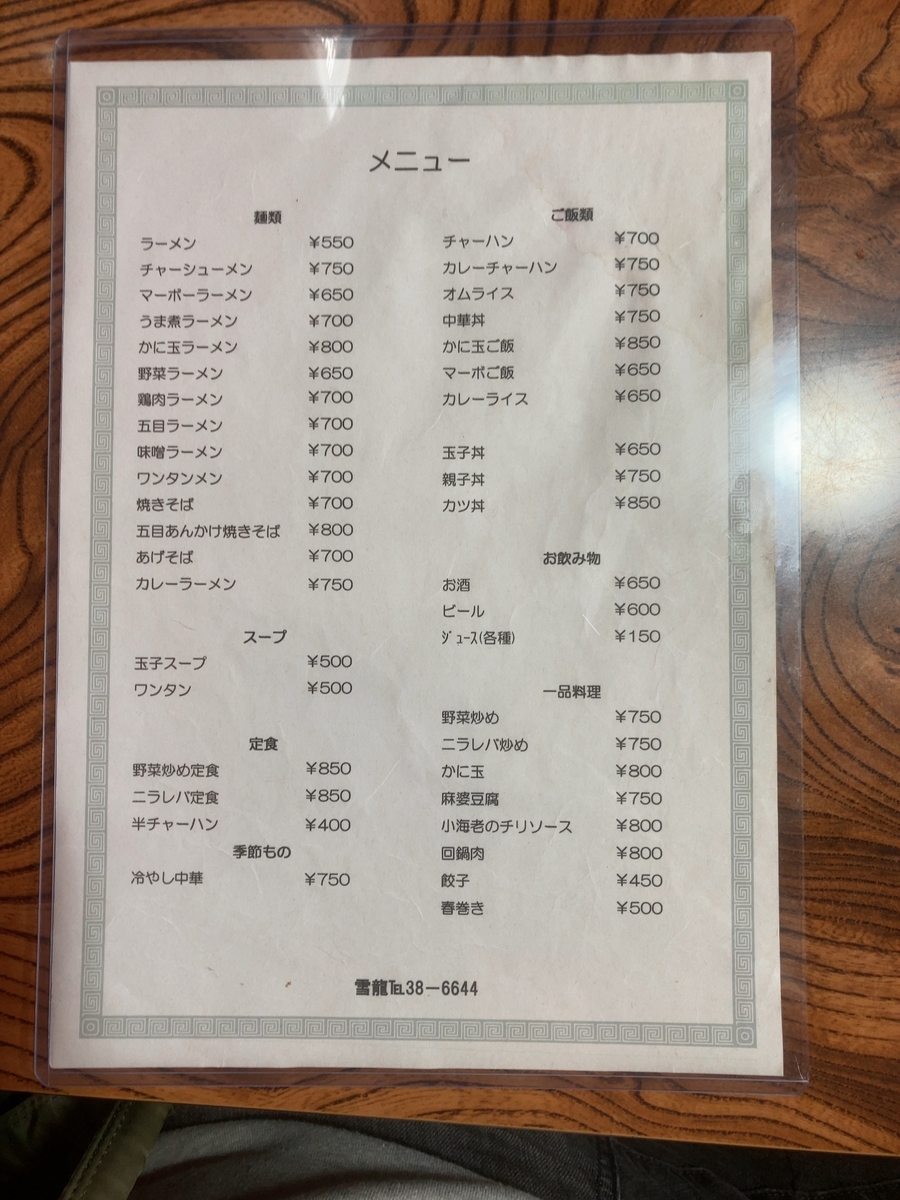 メニュー
麺類
ラーメン ¥550
チャーシューメン ¥750
マーボーラーメン ¥650
うま煮ラーメン ¥700
かに玉ラーメン ¥800
野菜ラーメン ¥650
鶏肉ラーメン ¥700
五目ラーメン ¥700
味噌ラーメン ¥700
ワンタンメン ¥700
焼きそば ¥700
五目あんかけ焼きそば ¥800
あげそば ¥700
カレーラーメン ¥750
スープ
玉子スープ ¥500
ワンタン ¥500
定食
野菜炒め定食 ¥850
ニラレバ定食 ¥850
半チャーハン ¥400
季節もの
冷やし中華 ¥750
ご飯類
チャーハン ¥700
カレーチャーハン ¥750
オムライス ¥750
中華丼 ¥750
かに玉ご飯 ¥850
マーボご飯 ¥650
カレーライス ¥650
玉子丼 ¥650
親子丼 ¥750
カツ丼 ¥850
お飲み物
お酒 ¥650
ビール ¥600
ｼﾞｭｰｽ(各種) ¥150
一品料理
野菜炒め ¥750
ニラレバ炒め ¥750
かに玉 ¥800
麻婆豆腐 ¥750
小海老のチリソース ¥800
回鍋肉 ¥800
餃子 ¥450
春巻き ¥500
雪龍℡38－6644